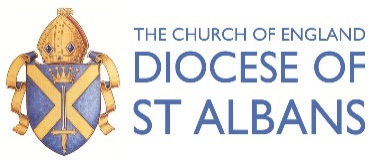 THE CHURCH OF ENGLAND
DIOCESE OF
ST ALBANS